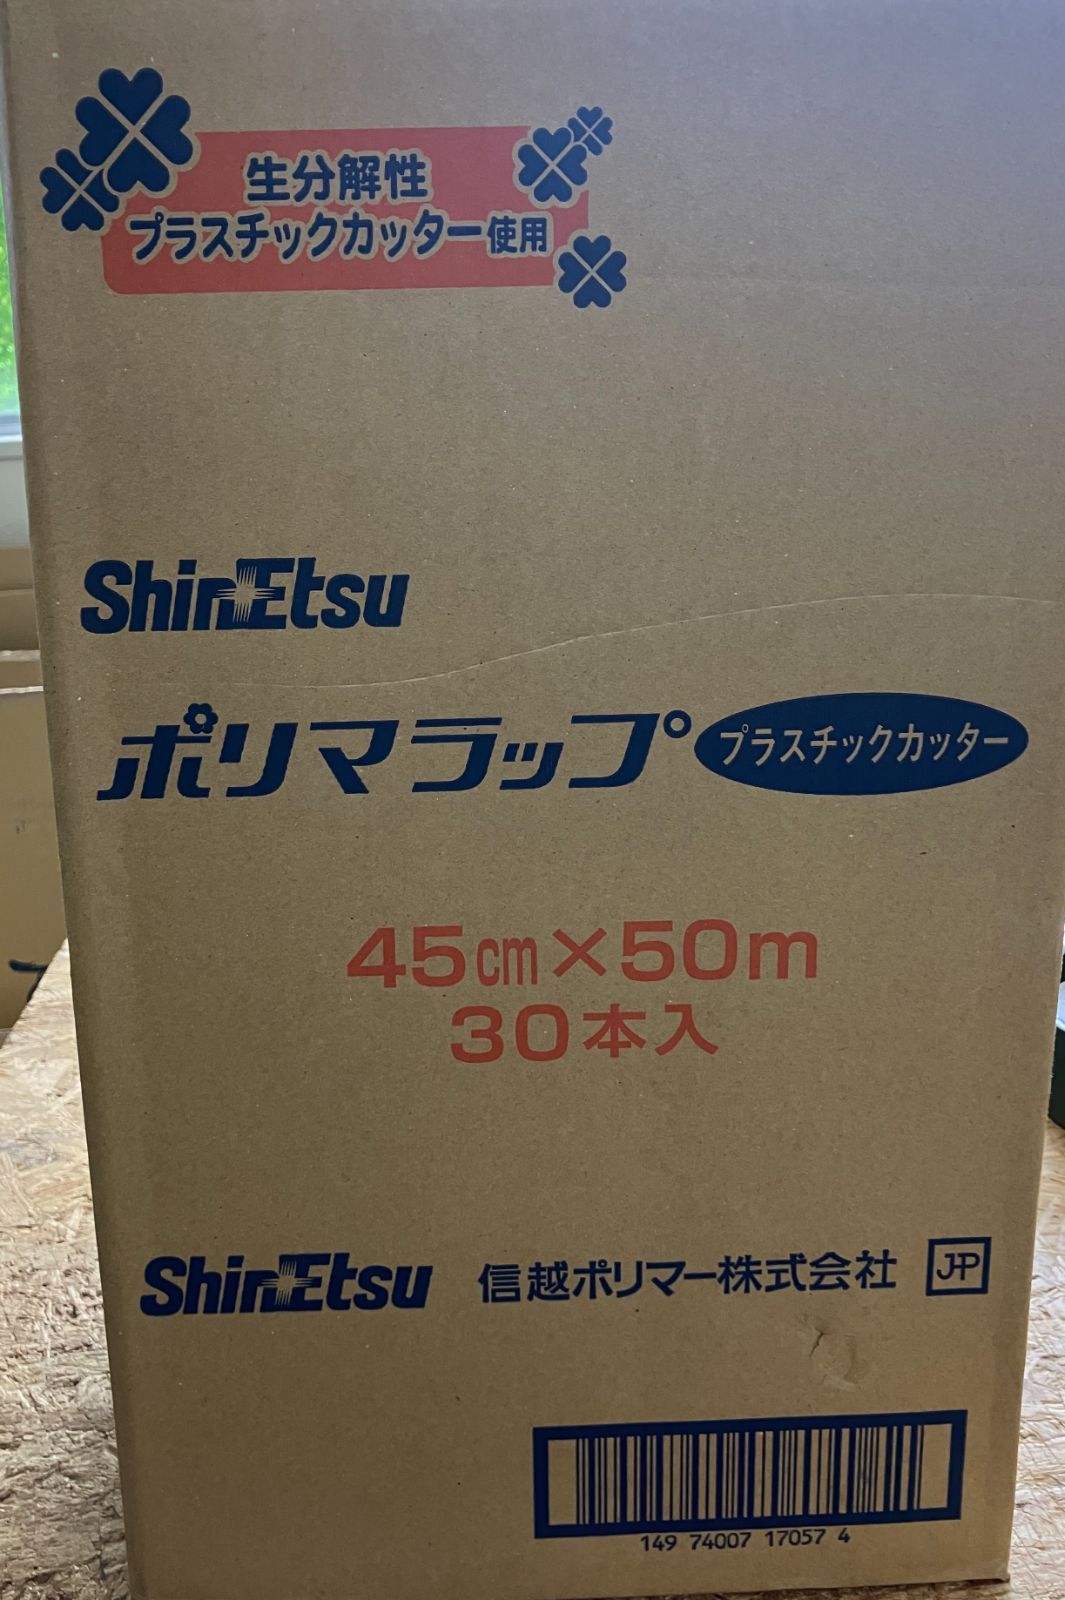 生分解性
プラスチックカッター使用
ShinEtsu
ポリマラップ プラスチックカッター
45cm×50m
30本入
ShinEtsu 信越ポリマー株式会社 JP
149 74007 17057 4